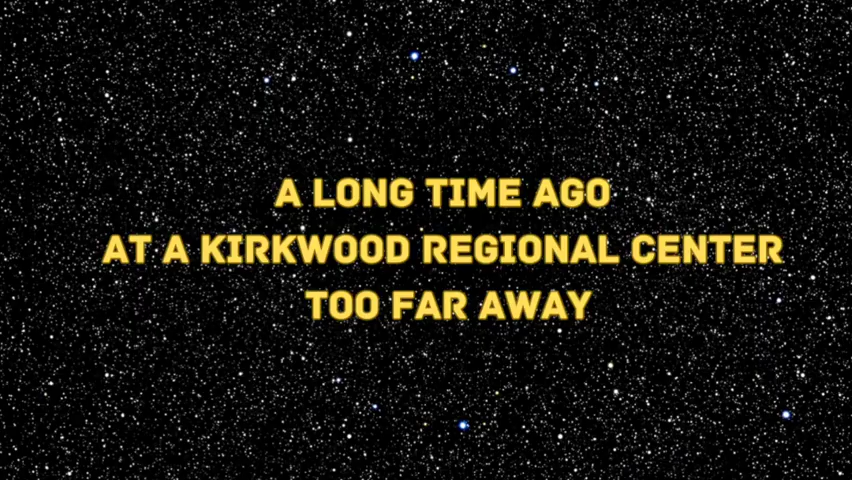 A LONG TIME AGO
AT A KIRKWOOD REGIONAL CENTER
TOO FAR AWAY